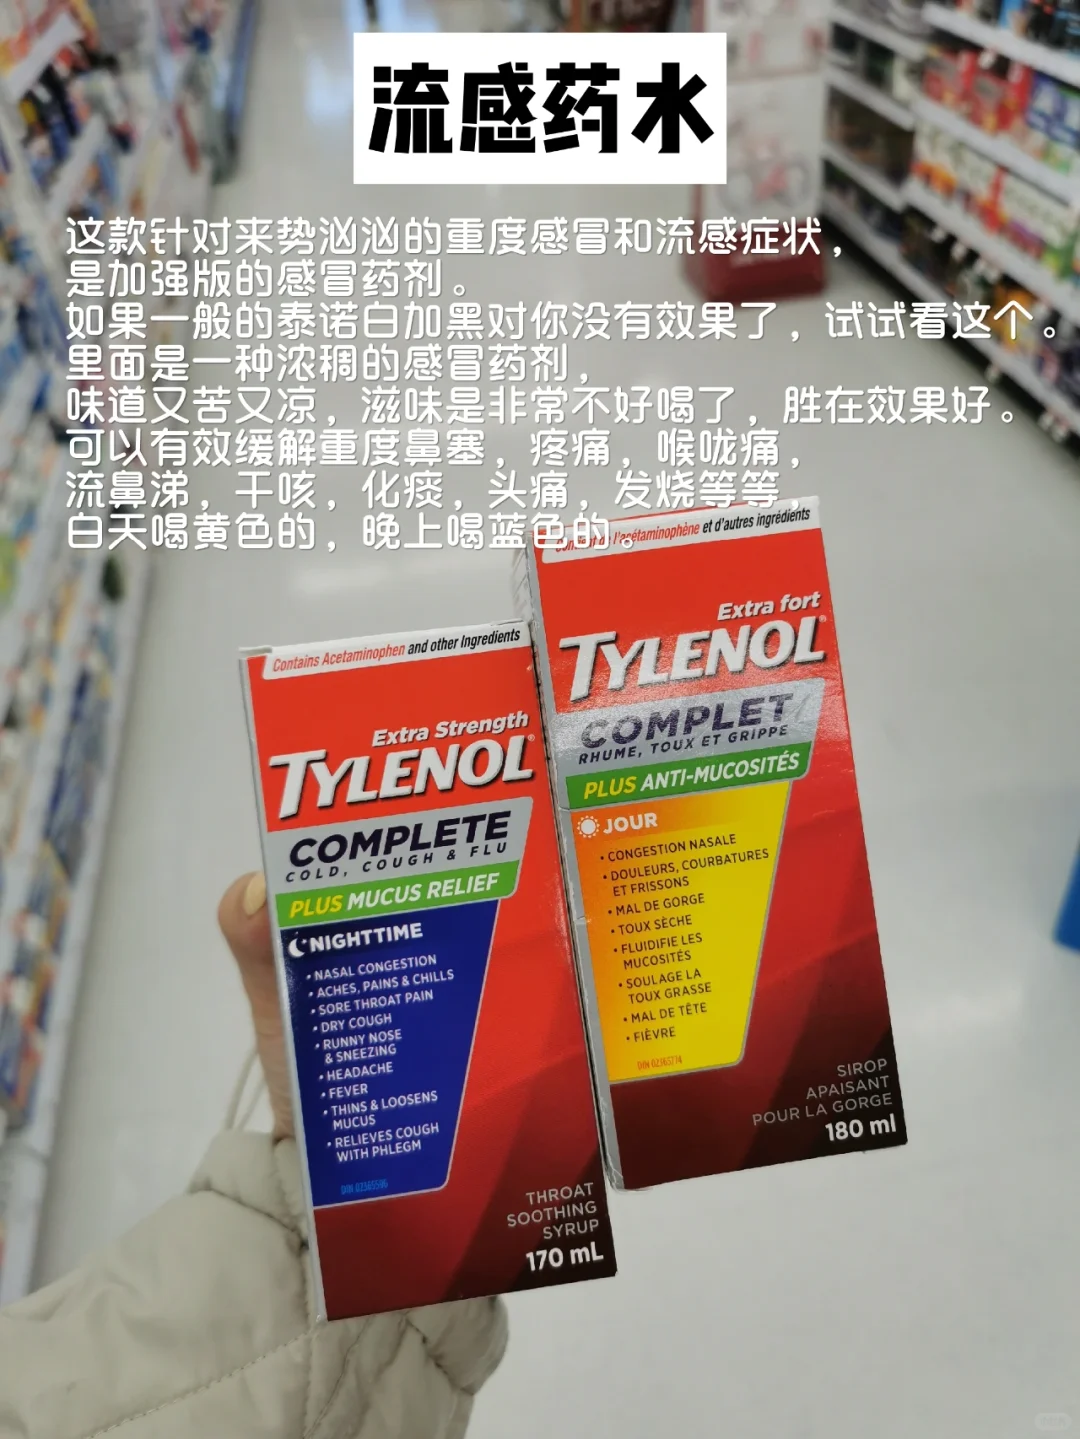 流感药水
这款针对来势汹汹的重度感冒和流感症状，
是加强版的感冒药剂。
如果一般的泰诺白加黑对你没有效果了，试试看这个。
里面是一种浓稠的感冒药剂，
味道又苦又凉，滋味是非常不好喝了，胜在效果好。
可以有效缓解重度鼻塞，疼痛，喉咙痛，
流鼻涕，干咳，化痰，头痛，发烧等等，
白天喝黄色的，晚上喝蓝色的。
Contains Acetaminophen and other Ingredients
Extra Strength
TYLENOL
COMPLETE
COLD, COUGH & FLU
PLUS MUCUS RELIEF
NIGHTTIME
• NASAL CONGESTION
• ACHES, PAINS & CHILLS
• SORE THROAT PAIN
• DRY COUGH
• RUNNY NOSE
& SNEEZING
• HEADACHE
• FEVER
• THINS & LOOSENS
MUCUS
• RELIEVES COUGH
WITH PHLEGM
THROAT
SOOTHING
SYRUP
170 mL
Contient de l'acétaminophène et d'autres ingrédients
Extra fort
TYLENOL
COMPLET
RHUME, TOUX ET GRIPPE
PLUS ANTI-MUCOSITÉS
JOUR
• CONGESTION NASALE
• DOULEURS, COURBATURES
ET FRISSONS
• MAL DE GORGE
• TOUX SÈCHE
• FLUIDIFIE LES
MUCOSITÉS
• SOULAGE LA
TOUX GRASSE
• MAL DE TÊTE
• FIÈVRE
SIROP
APAISANT
POUR LA GORGE
180 ml